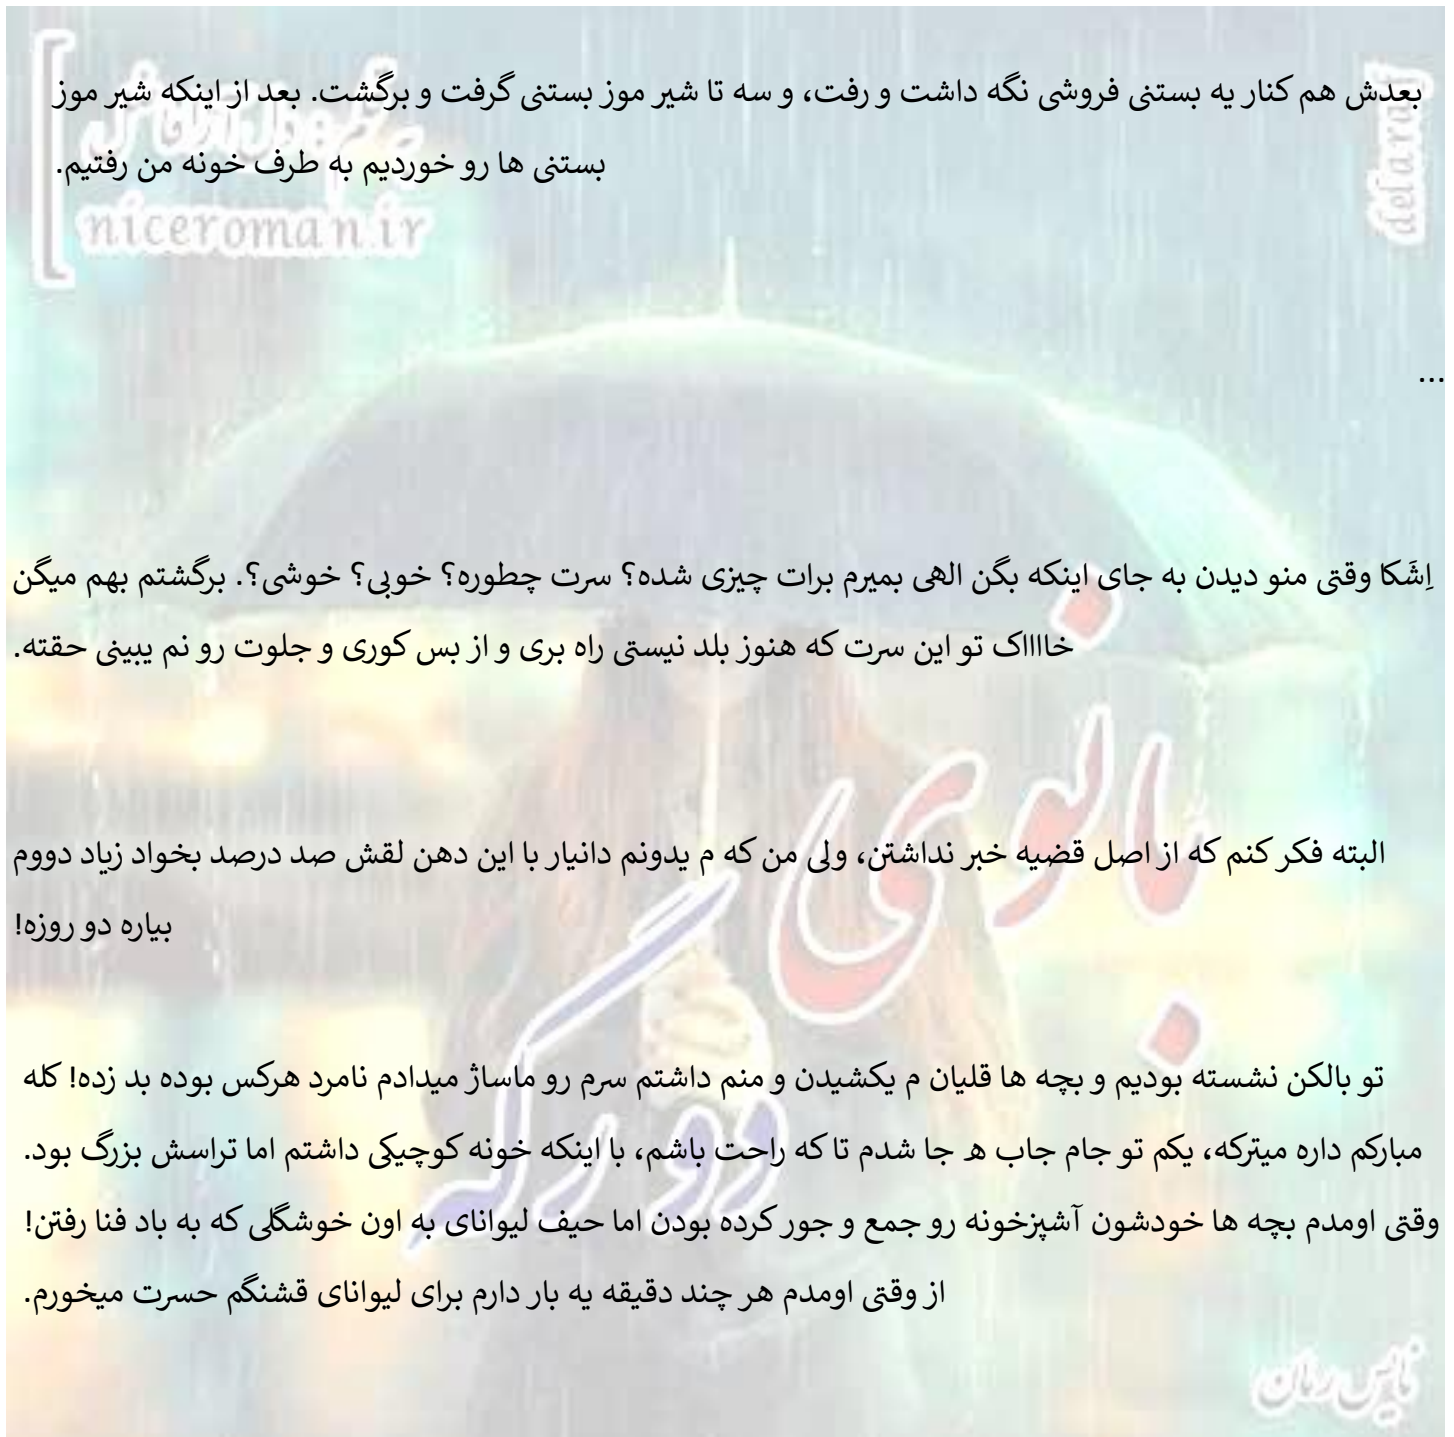 بعدش هم کنار یه بستنی فروشی نگه داشت و رفت، و سه تا شیر موز بستنی گرفت و برگشت. بعد از اینکه شیر موز
بستنی ها رو خوردیم به طرف خونه من رفتیم.
niceroman.ir
delaraf
...
اِشَکا وقتی منو دیدن به جای اینکه بگن الهی بمیرم برات چیزی شده؟ سرت چطوره؟ خوبی؟ خوشی؟. برگشتم بهم میگن
خااااک تو این سرت که هنوز بلد نیستی راه بری و از بس کوری و جلوت رو نم یبینی حقته.
بانوی
البته فکر کنم که از اصل قضیه خبر نداشتن، ولی من که م یدونم دانیار با این دهن لقش صد درصد بخواد زیاد دووم
بیاره دو روزه!
دو رگه
تو بالکن نشسته بودیم و بچه ها قلیان م یکشیدن و منم داشتم سرم رو ماساژ میدادم نامرد هرکس بوده بد زده! کله
مبارکم داره میترکه، یکم تو جام جاب ه جا شدم تا که راحت باشم، با اینکه خونه کوچیکی داشتم اما تراسش بزرگ بود.
وقتی اومدم بچه ها خودشون آشپزخونه رو جمع و جور کرده بودن اما حیف لیوانای به اون خوشگلی که به باد فنا رفتن!
از وقتی اومدم هر چند دقیقه یه بار دارم برای لیوانای قشنگم حسرت میخورم.
نایس رمان